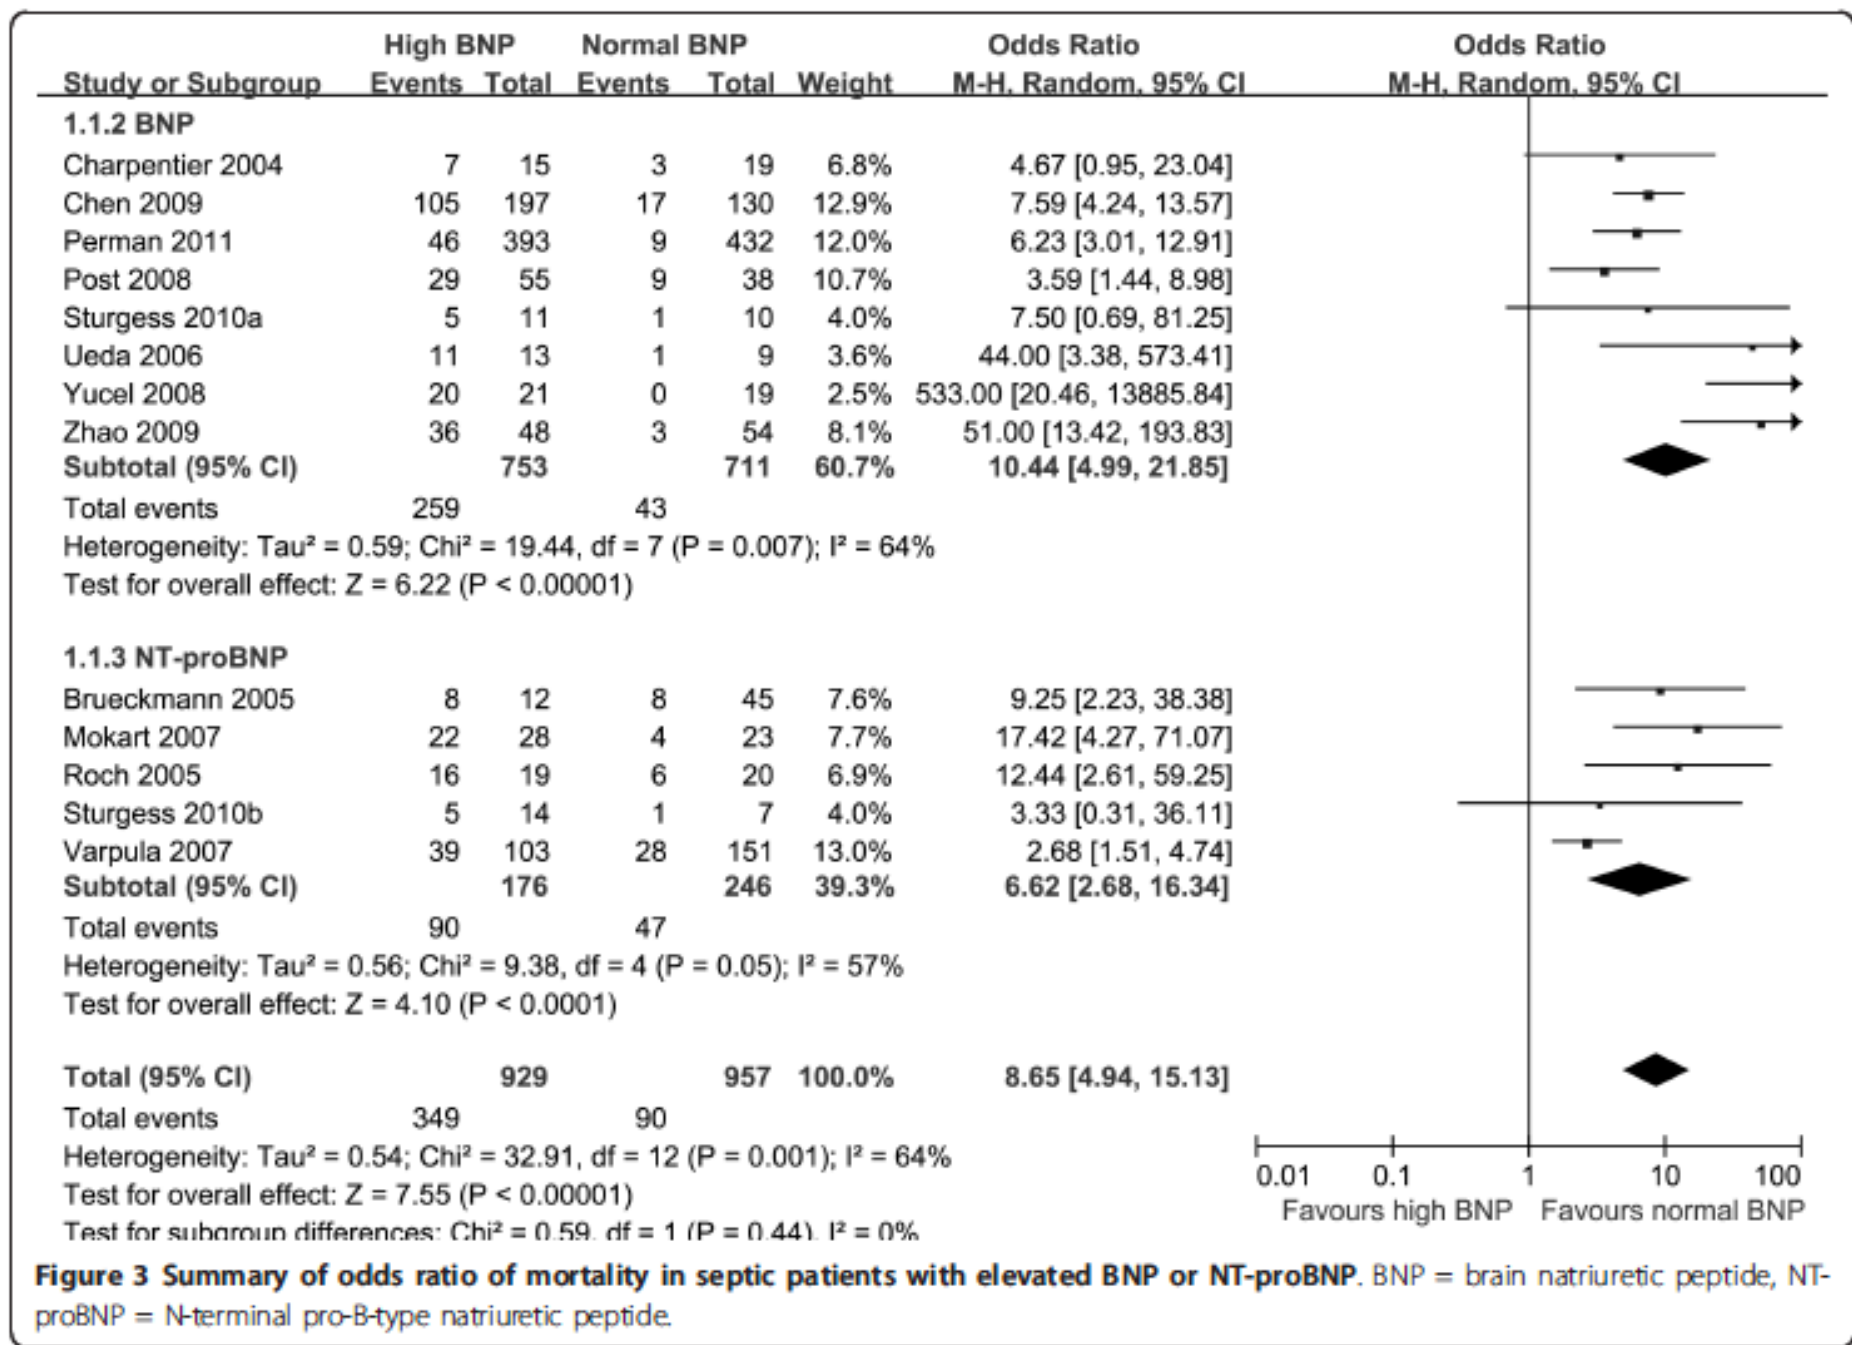 High BNP Normal BNP Odds Ratio Odds Ratio
Study or Subgroup Events Total Events Total Weight M-H, Random, 95% CI M-H, Random, 95% CI
1.1.2 BNP
Charpentier 2004 7 15 3 19 6.8% 4.67 [0.95, 23.04]
Chen 2009 105 197 17 130 12.9% 7.59 [4.24, 13.57]
Perman 2011 46 393 9 432 12.0% 6.23 [3.01, 12.91]
Post 2008 29 55 9 38 10.7% 3.59 [1.44, 8.98]
Sturgess 2010a 5 11 1 10 4.0% 7.50 [0.69, 81.25]
Ueda 2006 11 13 1 9 3.6% 44.00 [3.38, 573.41]
Yucel 2008 20 21 0 19 2.5% 533.00 [20.46, 13885.84]
Zhao 2009 36 48 3 54 8.1% 51.00 [13.42, 193.83]
Subtotal (95% CI) 753 711 60.7% 10.44 [4.99, 21.85]
Total events 259 43
Heterogeneity: Tau² = 0.59; Chi² = 19.44, df = 7 (P = 0.007); I² = 64%
Test for overall effect: Z = 6.22 (P < 0.00001)
1.1.3 NT-proBNP
Brueckmann 2005 8 12 8 45 7.6% 9.25 [2.23, 38.38]
Mokart 2007 22 28 4 23 7.7% 17.42 [4.27, 71.07]
Roch 2005 16 19 6 20 6.9% 12.44 [2.61, 59.25]
Sturgess 2010b 5 14 1 7 4.0% 3.33 [0.31, 36.11]
Varpula 2007 39 103 28 151 13.0% 2.68 [1.51, 4.74]
Subtotal (95% CI) 176 246 39.3% 6.62 [2.68, 16.34]
Total events 90 47
Heterogeneity: Tau² = 0.56; Chi² = 9.38, df = 4 (P = 0.05); I² = 57%
Test for overall effect: Z = 4.10 (P < 0.0001)
Total (95% CI) 929 957 100.0% 8.65 [4.94, 15.13]
Total events 349 90
Heterogeneity: Tau² = 0.54; Chi² = 32.91, df = 12 (P = 0.001); I² = 64%
Test for overall effect: Z = 7.55 (P < 0.00001)
Test for subgroup differences: Chi² = 0.59, df = 1 (P = 0.44), I² = 0%
0.01 0.1 1 10 100
Favours high BNP Favours normal BNP
Figure 3 Summary of odds ratio of mortality in septic patients with elevated BNP or NT-proBNP. BNP = brain natriuretic peptide, NT-
proBNP = N-terminal pro-B-type natriuretic peptide.